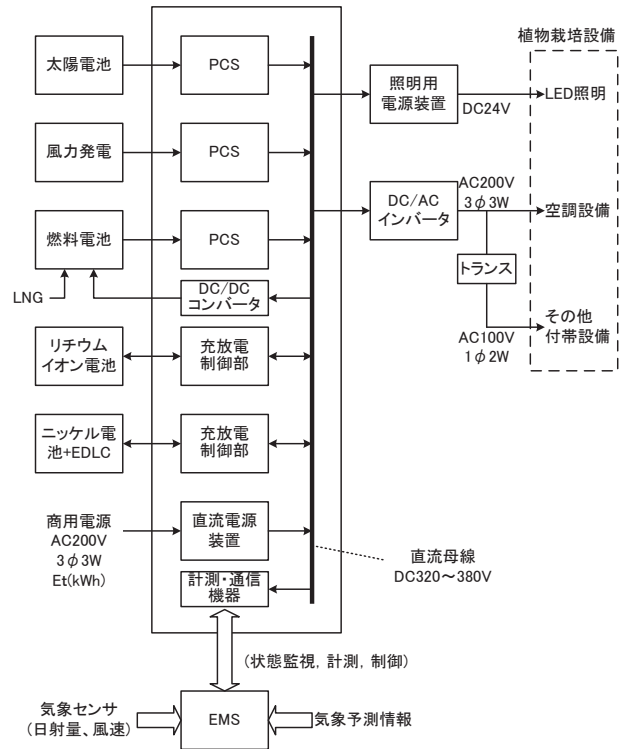 植物栽培設備
太陽電池
PCS
照明用
電源装置
DC24V
LED照明
風力発電
PCS
燃料電池
PCS
DC/AC
インバータ
AC200V
3φ3W
空調設備
トランス
LNG
DC/DC
コンバータ
AC100V
1φ2W
その他
付帯設備
リチウム
イオン電池
充放電
制御部
ニッケル電
池+EDLC
充放電
制御部
商用電源
AC200V
3φ3W
Et(kWh)
直流電源
装置
直流母線
DC320~380V
計測・通信
機器
(状態監視, 計測, 制御)
気象センサ
(日射量、風速)
EMS
気象予測情報